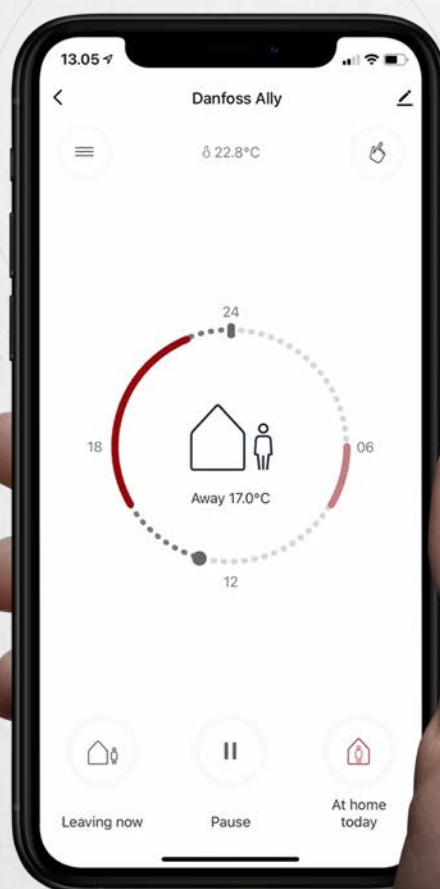 13.05
Danfoss Ally
22.8°C
24
18
06
Away 17.0°C
12
Leaving now
Pause
At home
today